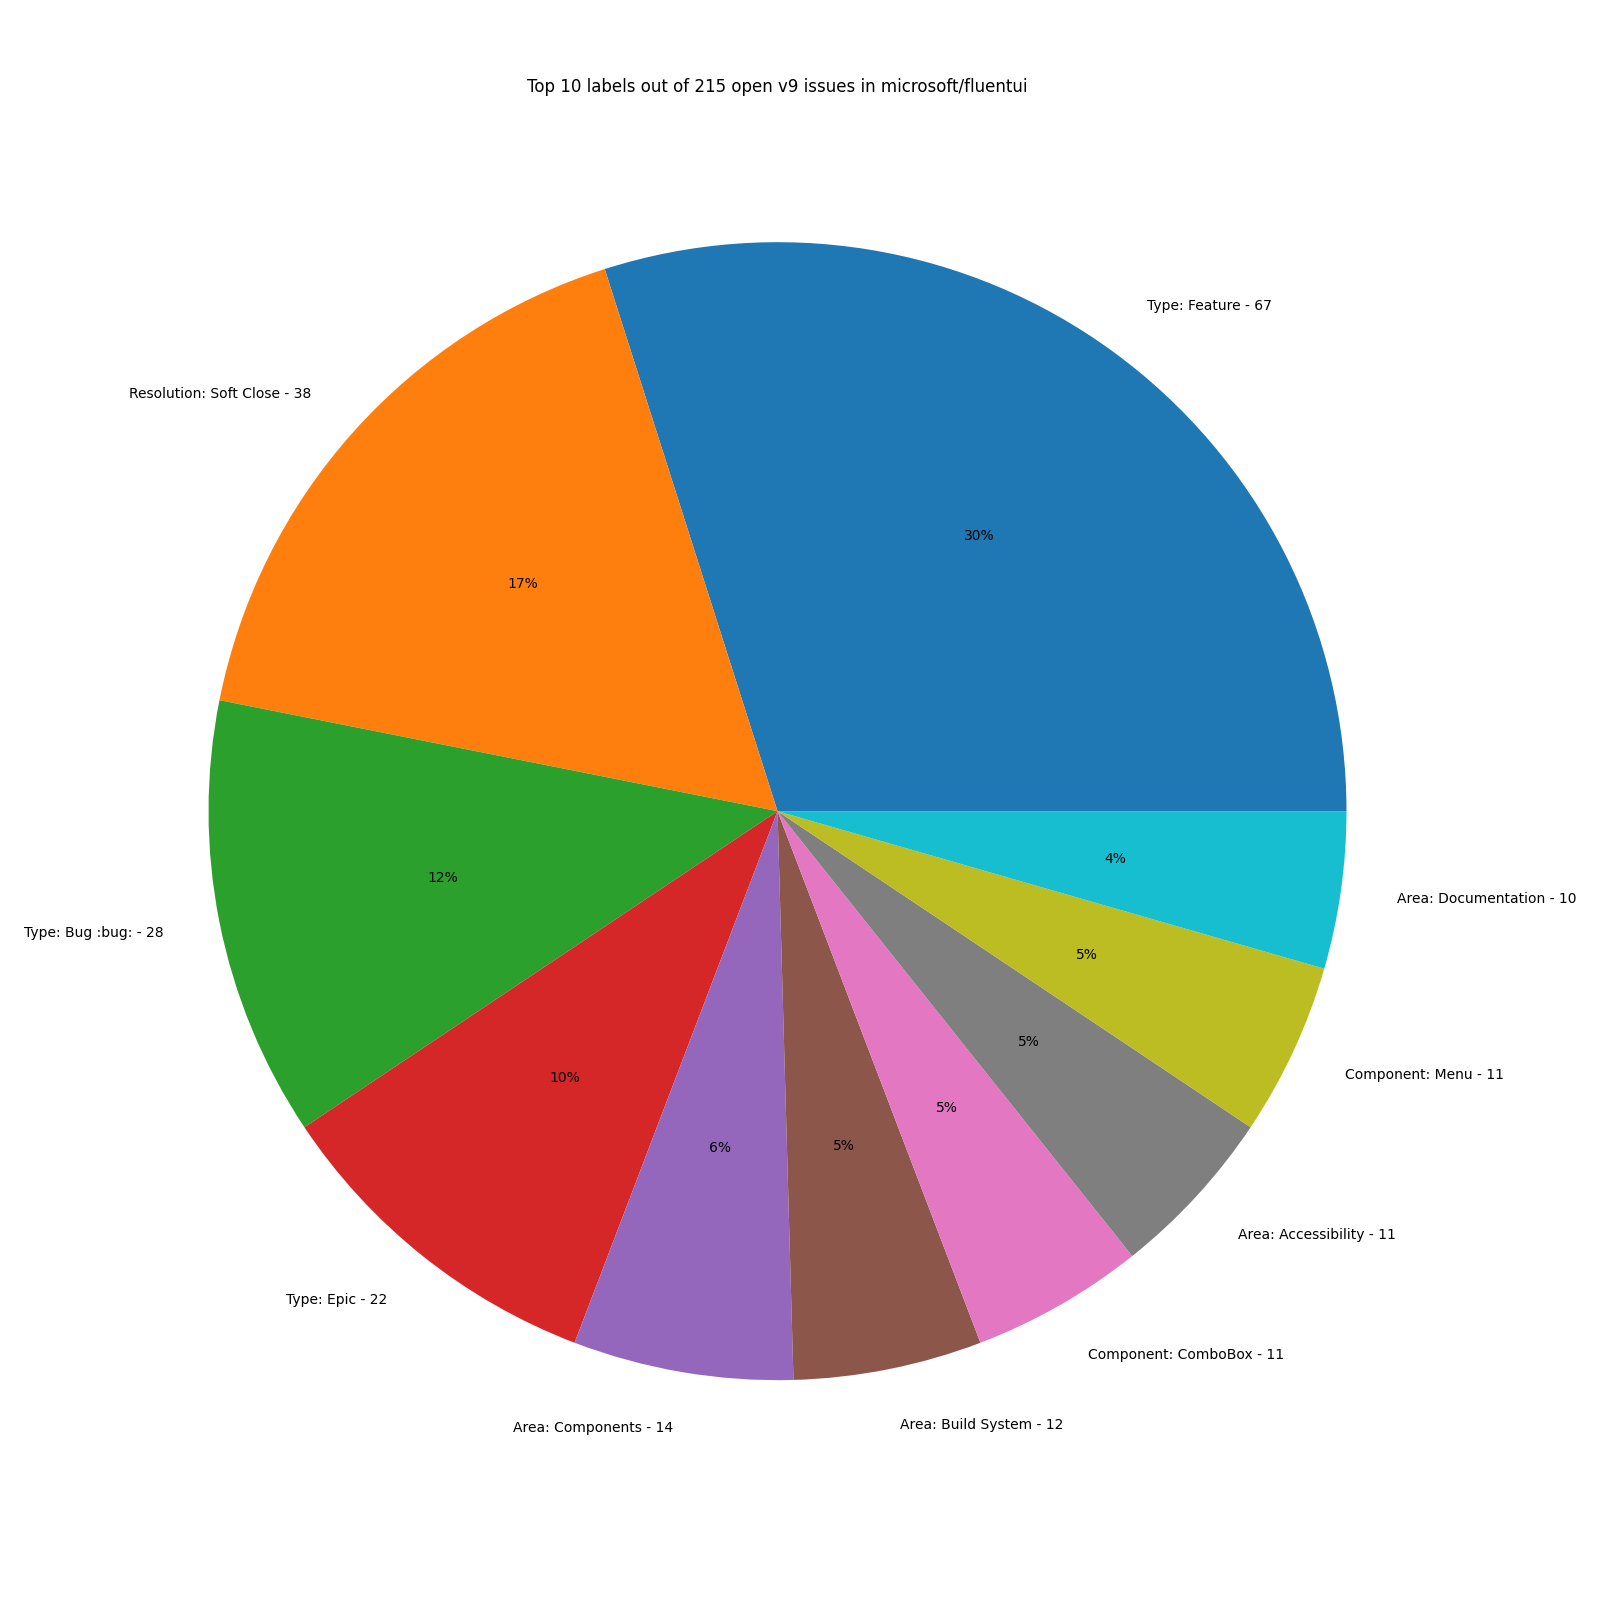 Top 10 labels out of 215 open v9 issues in microsoft/fluentui
Type: Feature - 67
30%
Resolution: Soft Close - 38
17%
Type: Bug :bug: - 28
12%
Type: Epic - 22
10%
Area: Components - 14
6%
Area: Build System - 12
5%
Component: ComboBox - 11
5%
Area: Accessibility - 11
5%
Component: Menu - 11
5%
Area: Documentation - 10
4%